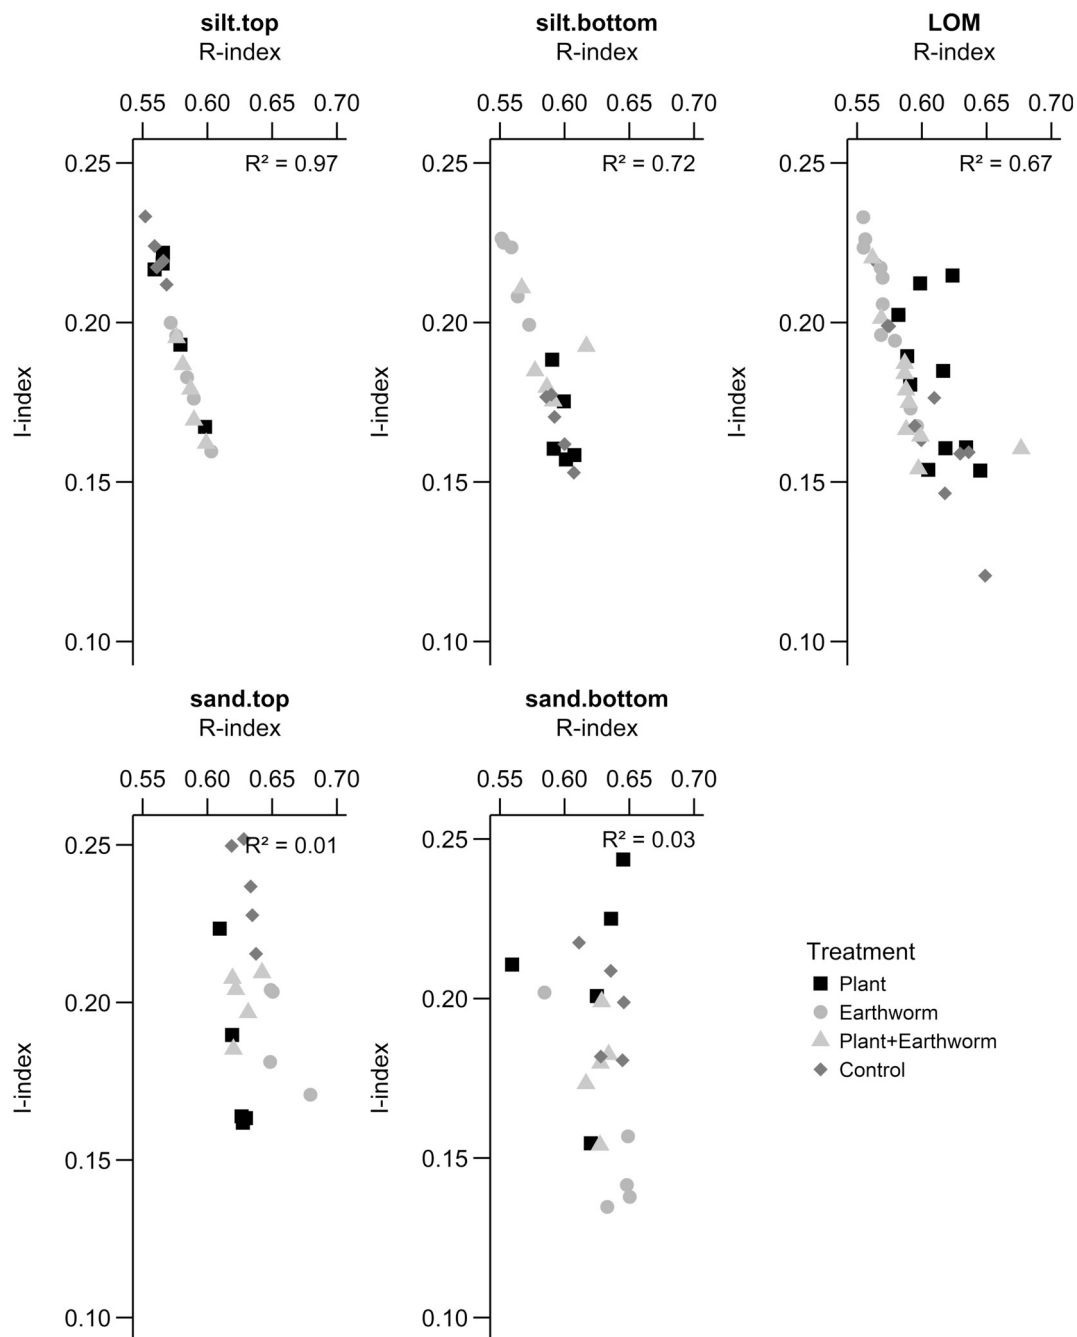 silt.top
R-index
0.55 0.60 0.65 0.70
R² = 0.97
0.25
0.20
0.15
0.10
I-index
silt.bottom
R-index
0.55 0.60 0.65 0.70
R² = 0.72
0.25
0.20
0.15
0.10
I-index
LOM
R-index
0.55 0.60 0.65 0.70
R² = 0.67
0.25
0.20
0.15
0.10
I-index
sand.top
R-index
0.55 0.60 0.65 0.70
R² = 0.01
0.25
0.20
0.15
0.10
I-index
sand.bottom
R-index
0.55 0.60 0.65 0.70
R² = 0.03
0.25
0.20
0.15
0.10
I-index
Treatment
Plant
Earthworm
Plant+Earthworm
Control